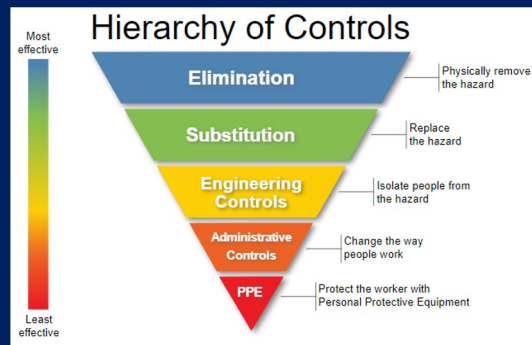 Hierarchy of Controls
Most
effective
Elimination
Physically remove
the hazard
Substitution
Replace
the hazard
Engineering
Controls
Isolate people from
the hazard
Administrative
Controls
Change the way
people work
PPE
Protect the worker with
Personal Protective Equipment
Least
effective